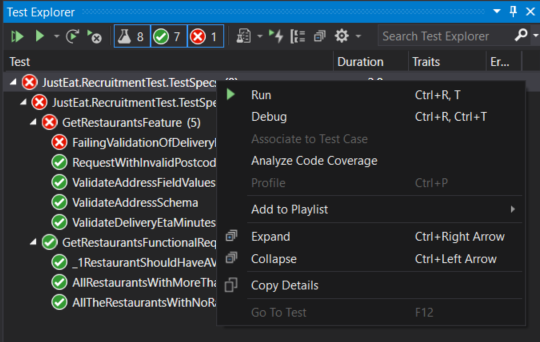 Test Explorer
8 7 1 Search Test Explorer
Test Duration Traits Er...
JustEat.RecruitmentTest.TestSpecs
JustEat.RecruitmentTest.TestSpe
GetRestaurantsFeature (5)
FailingValidationOfDelivery
RequestWithInvalidPostcod
ValidateAddressFieldValues
ValidateAddressSchema
ValidateDeliveryEtaMinutes
GetRestaurantsFunctionalReq
_1RestaurantShouldHaveAV
AllRestaurantsWithMoreTha
AllTheRestaurantsWithNoRa
Run Ctrl+R, T
Debug Ctrl+R, Ctrl+T
Associate to Test Case
Analyze Code Coverage
Profile Ctrl+P
Add to Playlist
Expand Ctrl+Right Arrow
Collapse Ctrl+Left Arrow
Copy Details
Go To Test F12